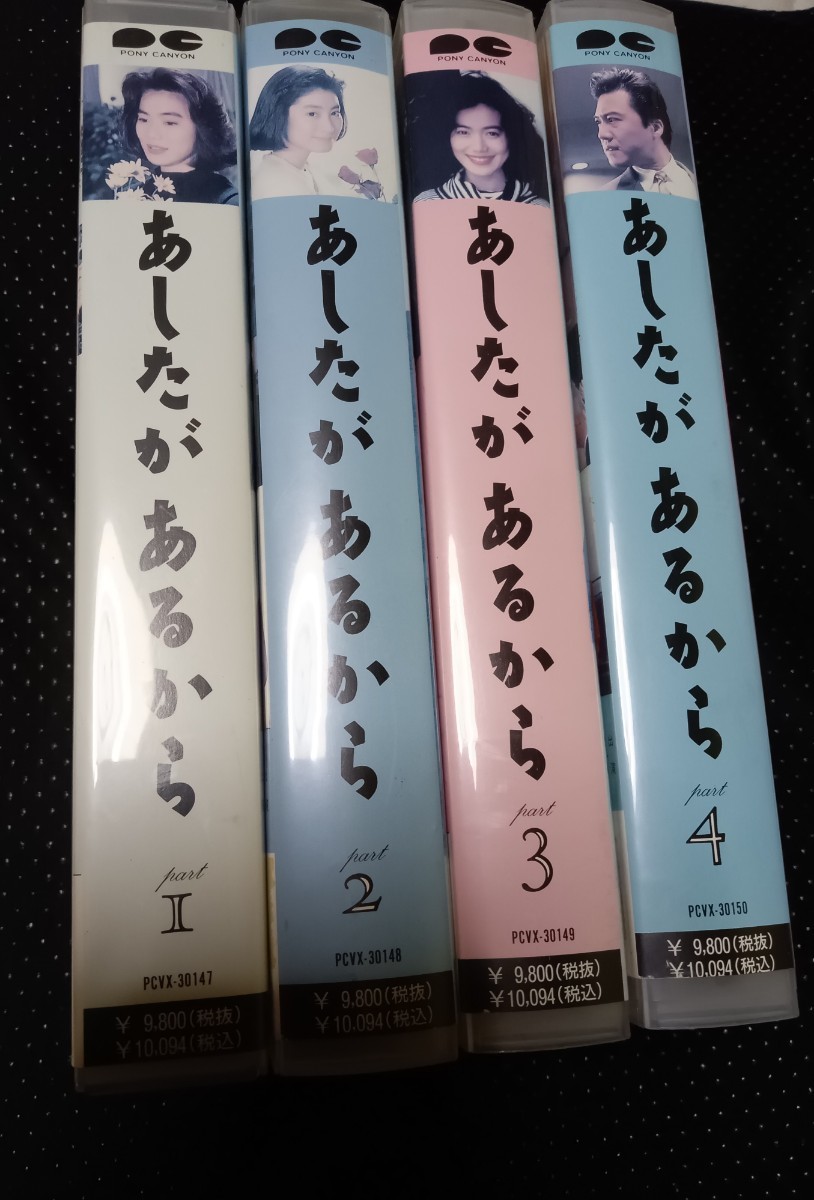 PONY CANYON
あしたがあるから
part
I
PCVX-30147
¥ 9,800(税抜)
¥10,094(税込)
PONY CANYON
あしたがあるから
part
2
PCVX-30148
¥ 9,800(税抜)
¥10,094(税込)
PONY CANYON
あしたがあるから
part
3
PCVX-30149
¥ 9,800(税抜)
¥10,094(税込)
PONY CANYON
あしたがあるから
part
4
PCVX-30150
¥ 9,800(税抜)
¥10,094(税込)